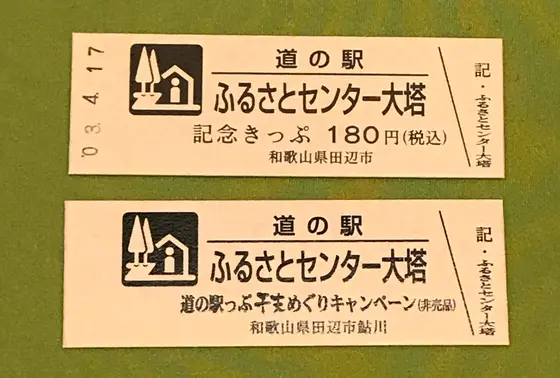 03.4.17
道の駅
ふるさとセンター大塔
記念きっぷ 180円(税込)
和歌山県田辺市
記・ふるさとセンター大塔
道の駅
ふるさとセンター大塔
道の駅っぷ干支めぐりキャンペーン(非売品)
和歌山県田辺市鮎川
記・ふるさとセンター大塔